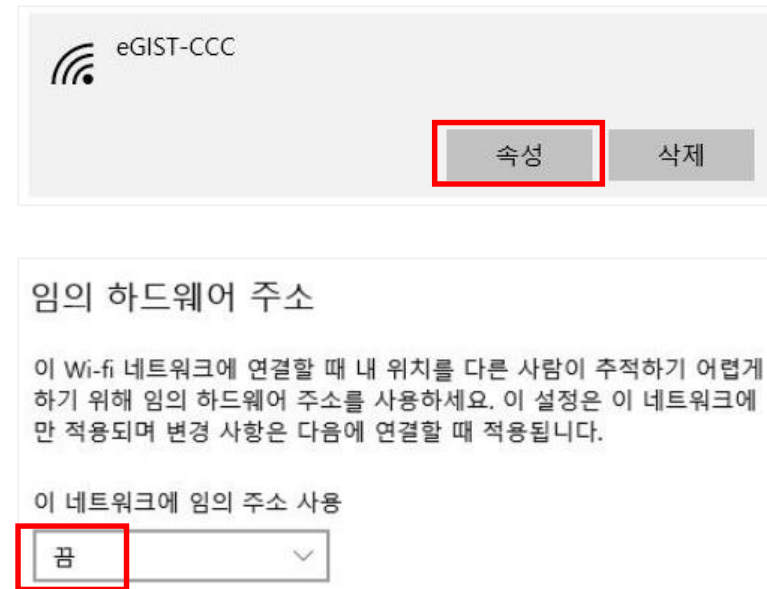 eGIST-CCC
속성 삭제
임의 하드웨어 주소
이 Wi-fi 네트워크에 연결할 때 내 위치를 다른 사람이 추적하기 어렵게
하기 위해 임의 하드웨어 주소를 사용하세요. 이 설정은 이 네트워크에
만 적용되며 변경 사항은 다음에 연결할 때 적용됩니다.
이 네트워크에 임의 주소 사용
끔